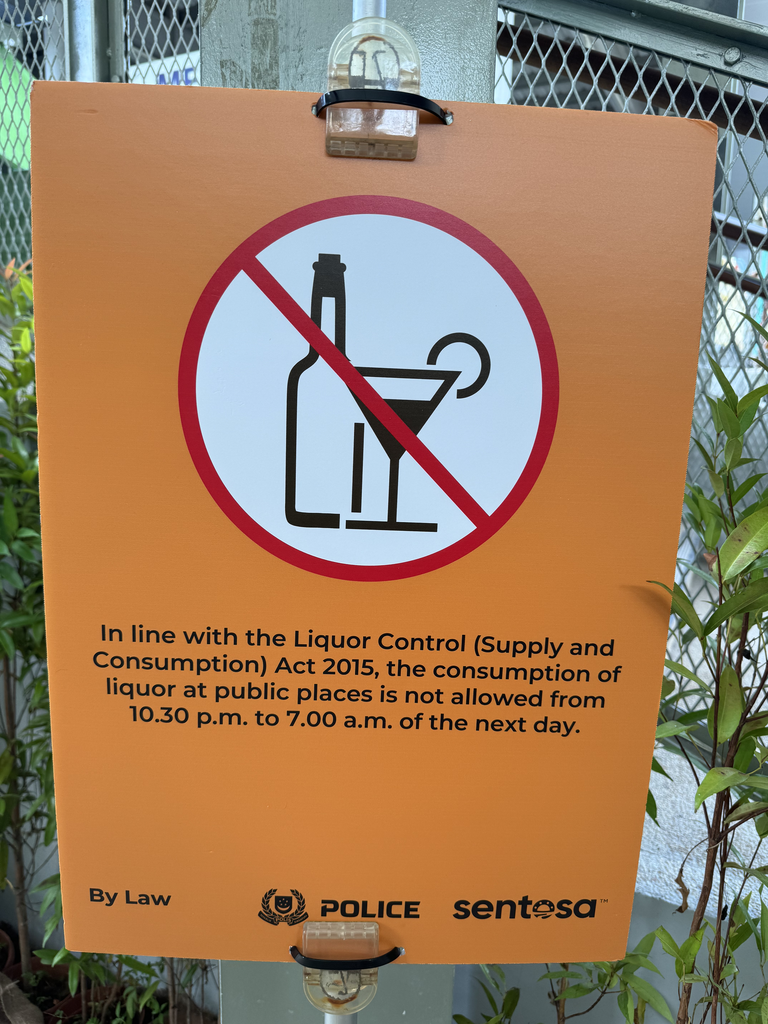 In line with the Liquor Control (Supply and
Consumption) Act 2015, the consumption of
liquor at public places is not allowed from
10.30 p.m. to 7.00 a.m. of the next day.
By Law
POLICE
sentosa™